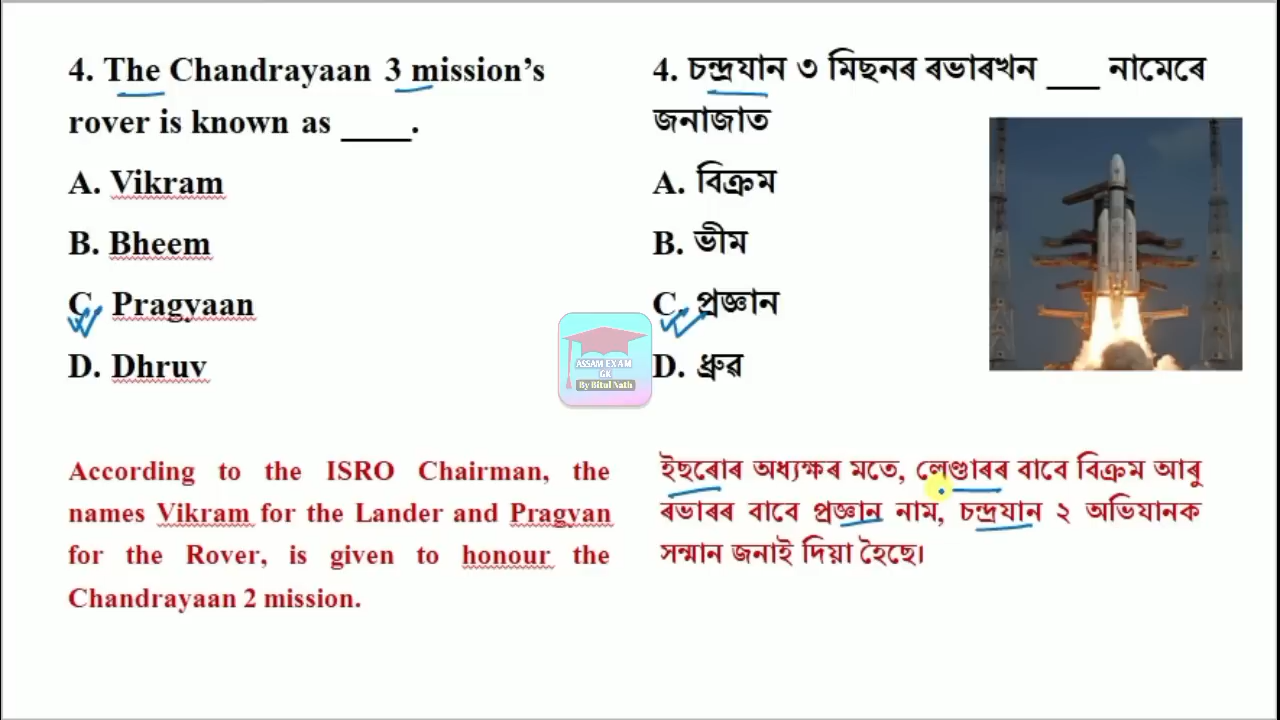 4. The Chandrayaan 3 mission's
rover is known as ____.
A. Vikram
B. Bheem
C. Pragyaan
D. Dhruv
According to the ISRO Chairman, the
names Vikram for the Lander and Pragyan
for the Rover, is given to honour the
Chandrayaan 2 mission.
4. চন্দ্ৰযান ৩ মিছনৰ ৰভাৰখন ___ নামেৰে
জনাজাত
A. বিক্ৰম
B. ভীম
C. প্ৰজ্ঞান
D. ধ্ৰুৱ
ইছৰোৰ অধ্যক্ষৰ মতে, লেণ্ডাৰৰ বাবে বিক্ৰম আৰু
ৰভাৰৰ বাবে প্ৰজ্ঞান নাম, চন্দ্ৰযান ২ অভিযানক
সন্মান জনাই দিয়া হৈছে।
ASSAM EXAM
GK
By Bitul Nath